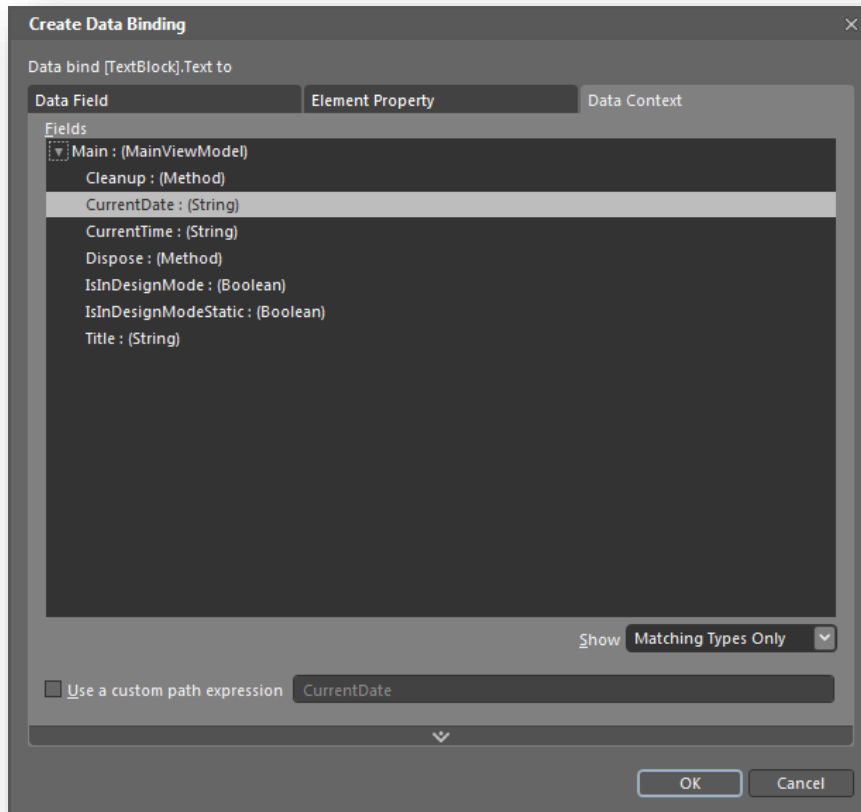 Create Data Binding
Data bind [TextBlock].Text to
Data Field Element Property Data Context
Fields
Main : (MainViewModel)
Cleanup : (Method)
CurrentDate : (String)
CurrentTime : (String)
Dispose : (Method)
IsInDesignMode : (Boolean)
IsInDesignModeStatic : (Boolean)
Title : (String)
Show Matching Types Only
Use a custom path expression CurrentDate
OK Cancel